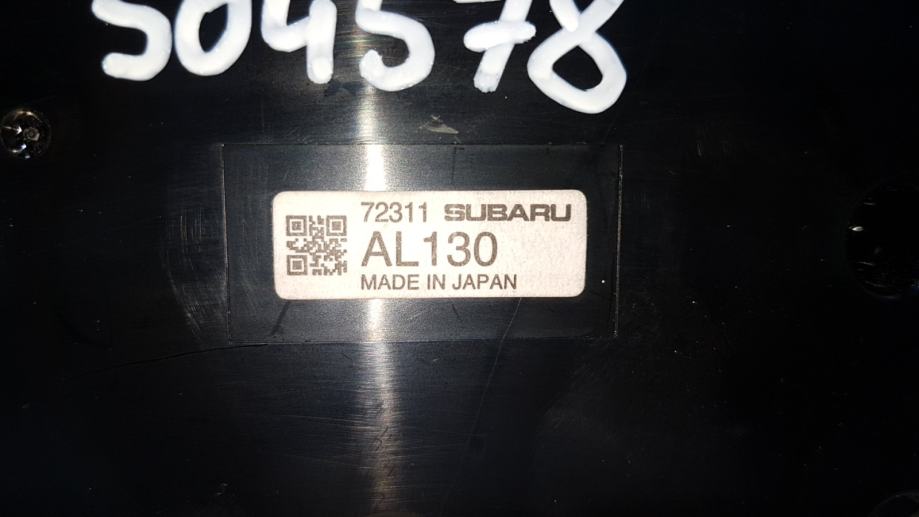 504578
72311 SUBARU
AL130
MADE IN JAPAN